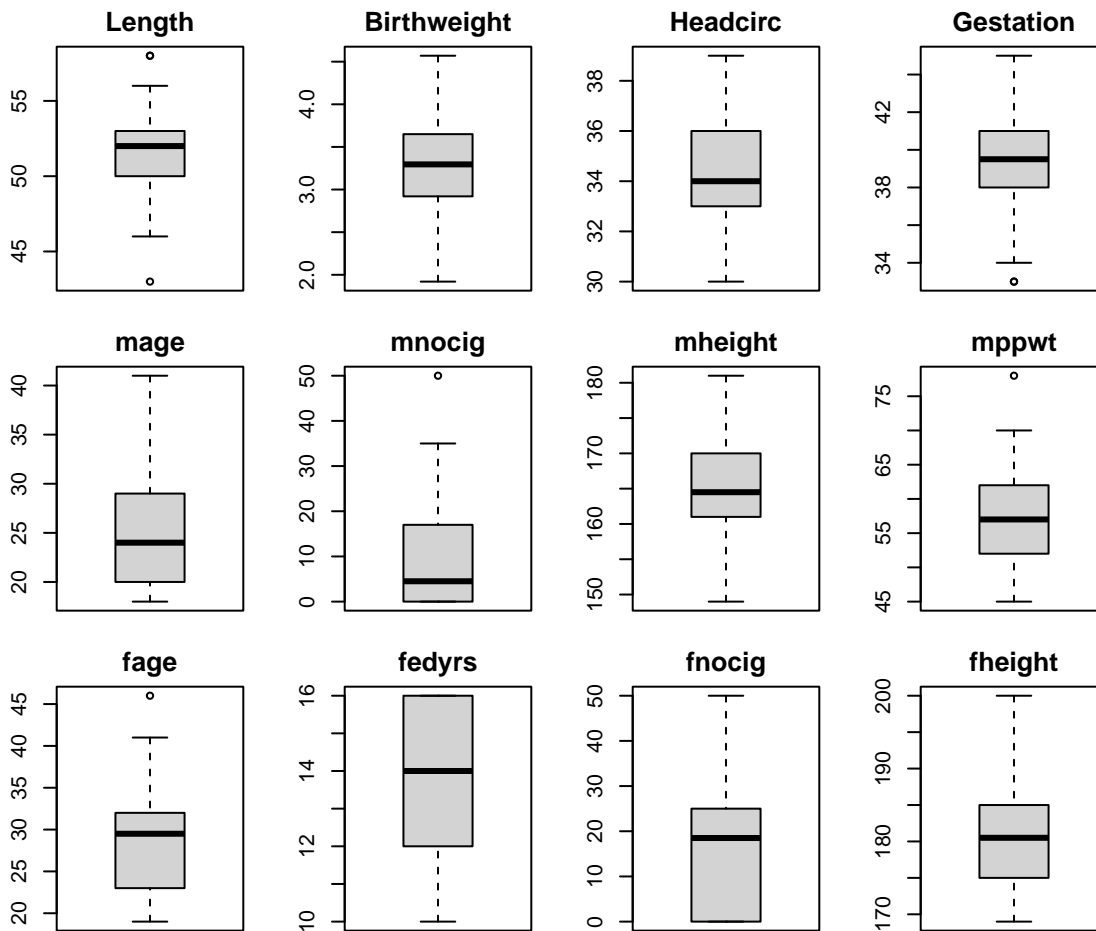 Length Birthweight Headcirc Gestation
45 50 55
2.0 3.0 4.0
30 32 34 36 38
34 38 42
mage mnocig mheight mppwt
20 25 30 35 40
0 10 20 30 40 50
150 160 170 180
45 55 65 75
fage fedyrs fnocig fheight
20 25 30 35 40 45
10 12 14 16
0 10 20 30 40 50
170 180 190 200